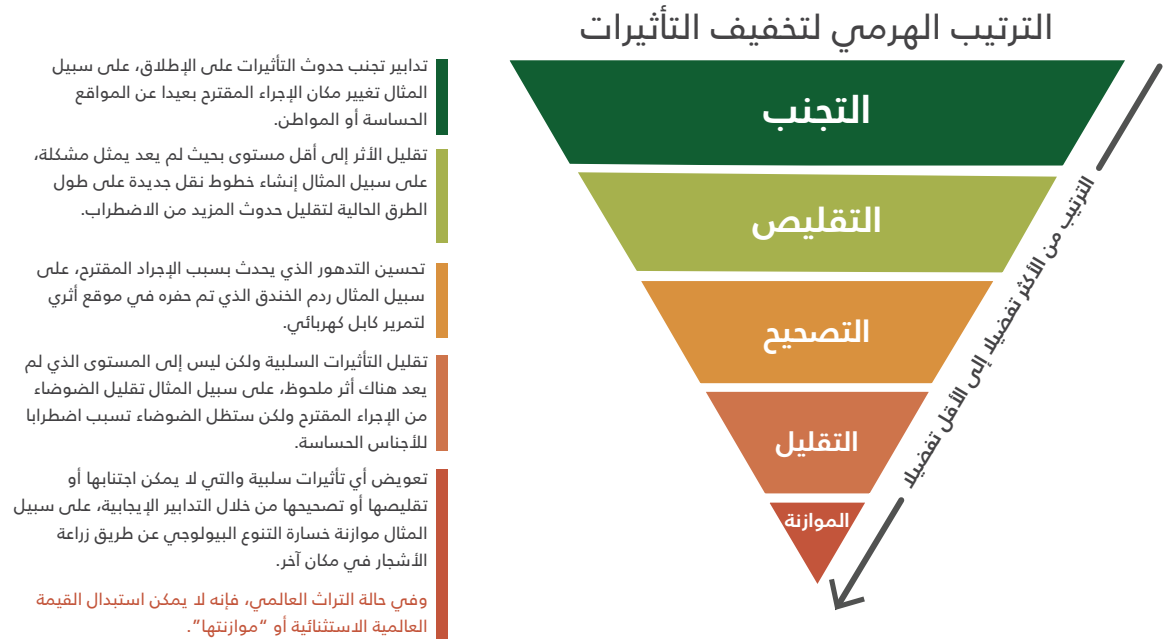 الترتيب الهرمي لتخفيف التأثيرات
التجنب
التقليص
التصحيح
التقليل
الموازنة
الترتيب من الأكثر تفضيلا إلى الأقل تفضيلا
تدابير تجنب حدوث التأثيرات على الإطلاق، على سبيل
المثال تغيير مكان الإجراء المقترح بعيدا عن المواقع
الحساسة أو المواطن.
تقليل الأثر إلى أقل مستوى بحيث لم يعد يمثل مشكلة،
على سبيل المثال إنشاء خطوط نقل جديدة على طول
الطرق الحالية لتقليل حدوث المزيد من الاضطراب.
تحسين التدهور الذي يحدث بسبب الإجراد المقترح، على
سبيل المثال ردم الخندق الذي تم حفره في موقع أثري
لتمرير كابل كهربائي.
تقليل التأثيرات السلبية ولكن ليس إلى المستوى الذي لم
يعد هناك أثر ملحوظ، على سبيل المثال تقليل الضوضاء
من الإجراء المقترح ولكن ستظل الضوضاء تسبب اضطرابا
للأجناس الحساسة.
تعويض أي تأثيرات سلبية والتي لا يمكن اجتنابها أو
تقليصها أو تصحيحها من خلال التدابير الإيجابية، على سبيل
المثال موازنة خسارة التنوع البيولوجي عن طريق زراعة
الأشجار في مكان آخر.
وفي حالة التراث العالمي، فإنه لا يمكن استبدال القيمة
العالمية الاستثنائية أو “موازنتها”.